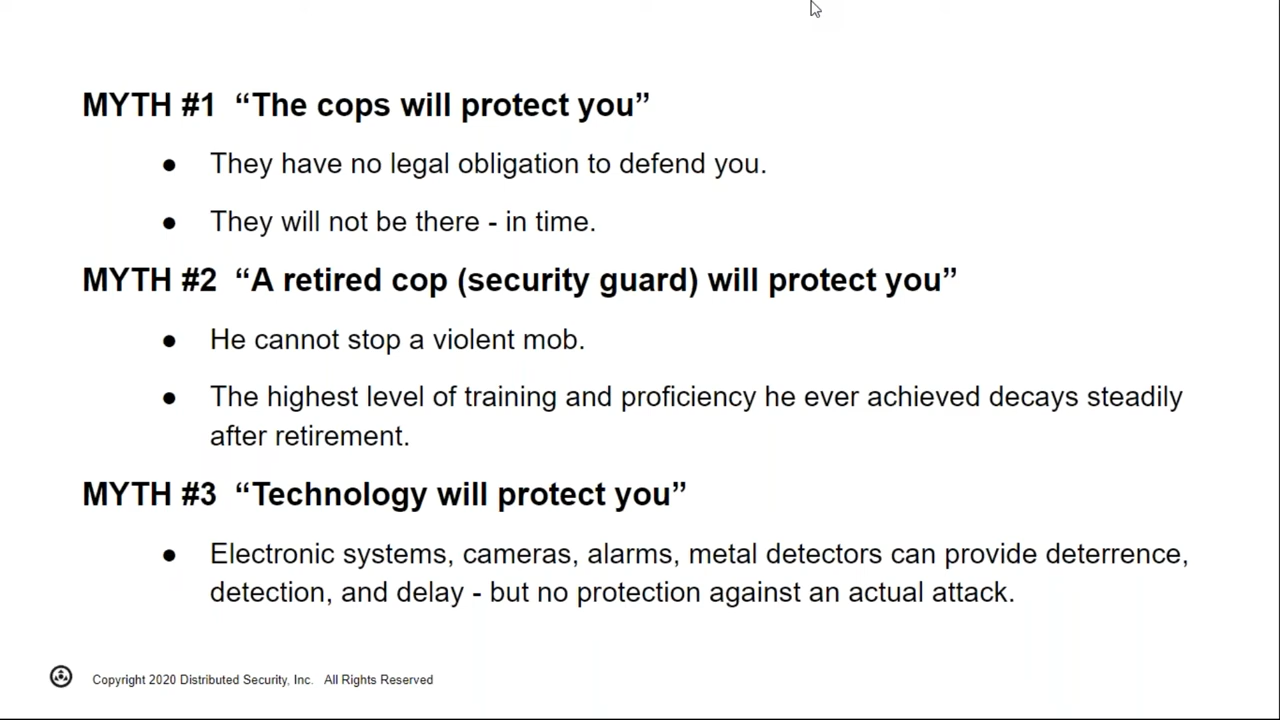 MYTH #1 “The cops will protect you”
● They have no legal obligation to defend you.
● They will not be there - in time.
MYTH #2 “A retired cop (security guard) will protect you”
● He cannot stop a violent mob.
● The highest level of training and proficiency he ever achieved decays steadily
after retirement.
MYTH #3 “Technology will protect you”
● Electronic systems, cameras, alarms, metal detectors can provide deterrence,
detection, and delay - but no protection against an actual attack.
Copyright 2020 Distributed Security, Inc. All Rights Reserved